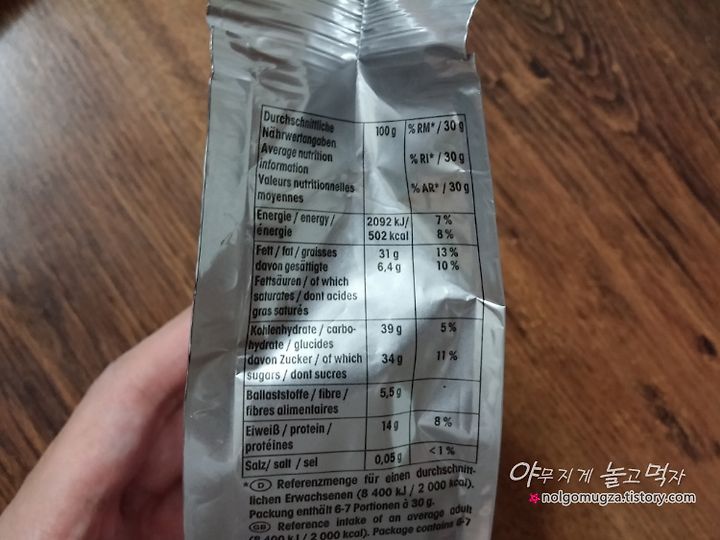 Durchschnittliche
Nährwertangaben
Average nutrition
information
Valeurs nutritionnelles
moyennes
100 g
% RM* / 30 g
% RI* / 30 g
% AR* / 30 g
Energie / energy / 2092 kJ/ 7 %
énergie 502 kcal 8 %
Fett / fat / graisses 31 g 13 %
davon gesättigte 6,4 g 10 %
Fettsäuren / of which
saturates / dont acides
gras saturés
Kohlenhydrate / carbo- 39 g 5 %
hydrate / glucides
davon Zucker / of which 34 g 11 %
sugars / dont sucres
Ballaststoffe / fibre / 5,5 g -
fibres alimentaires
Eiweiß / protein / 14 g 8 %
protéines
Salz/ salt / sel 0,05 g <1 %
* D Referenzmenge für einen durchschnitt-
lichen Erwachsenen (8 400 kJ / 2 000 kcal).
Packung enthält 6-7 Portionen à 30 g.
GB Reference intake of an average adult
(8 400 kJ / 2 000 kcal). Package contains 6-7
야무지게 놀고먹자
nolgomugza.tistory.com